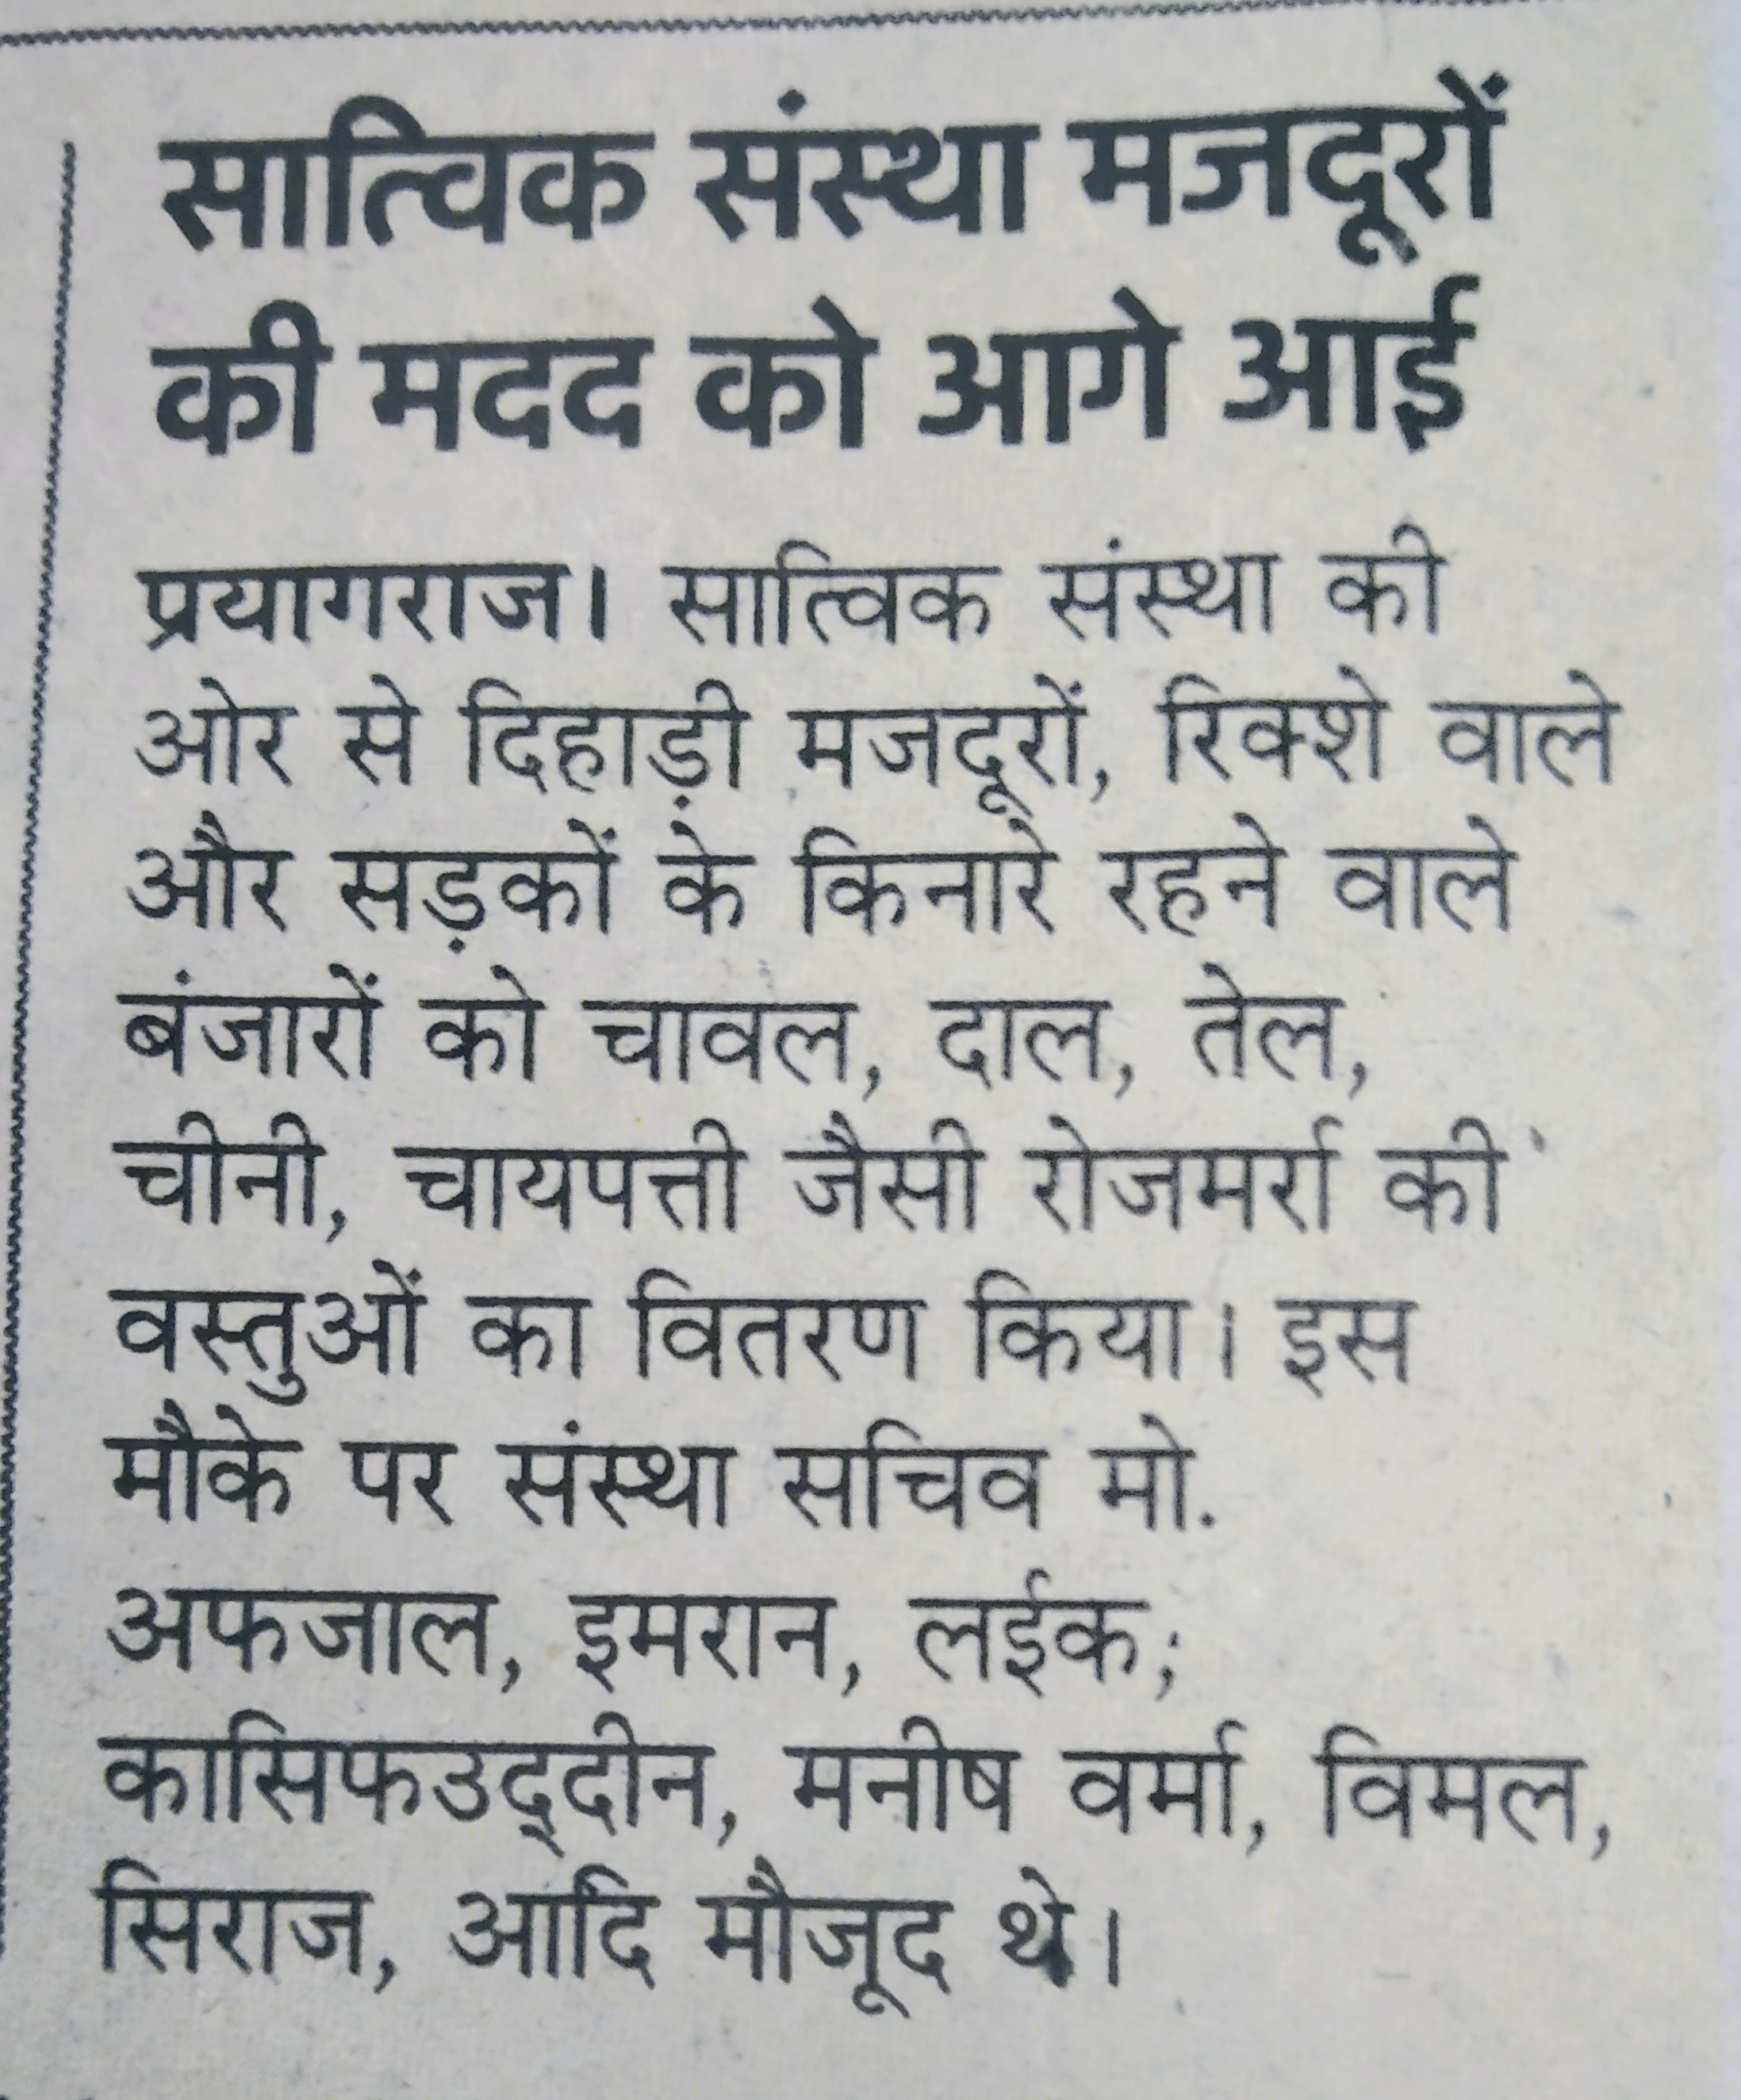 सात्विक संस्था मजदूरों
की मदद को आगे आई
प्रयागराज। सात्विक संस्था की
ओर से दिहाड़ी मजदूरों, रिक्शे वाले
और सड़कों के किनारे रहने वाले
बंजारों को चावल, दाल, तेल,
चीनी, चायपत्ती जैसी रोजमर्रा की
वस्तुओं का वितरण किया। इस
मौके पर संस्था सचिव मो.
अफजाल, इमरान, लईक;
कासिफउद्दीन, मनीष वर्मा, विमल,
सिराज, आदि मौजूद थे।